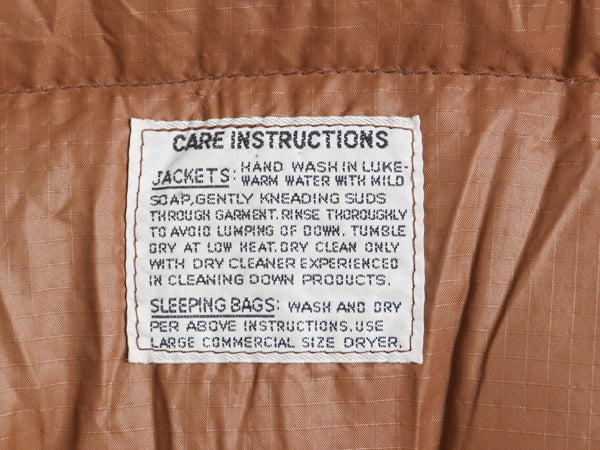 CARE INSTRUCTIONS
JACKETS: HAND WASH IN LUKE-
WARM WATER WITH MILD
SOAP, GENTLY KNEADING SUDS
THROUGH GARMENT. RINSE THOROUGHLY
TO AVOID LUMPING OF DOWN. TUMBLE
DRY AT LOW HEAT. DRY CLEAN ONLY
WITH DRY CLEANER EXPERIENCED
IN CLEANING DOWN PRODUCTS.
SLEEPING BAGS: WASH AND DRY
PER ABOVE INSTRUCTIONS. USE
LARGE COMMERCIAL SIZE DRYER.